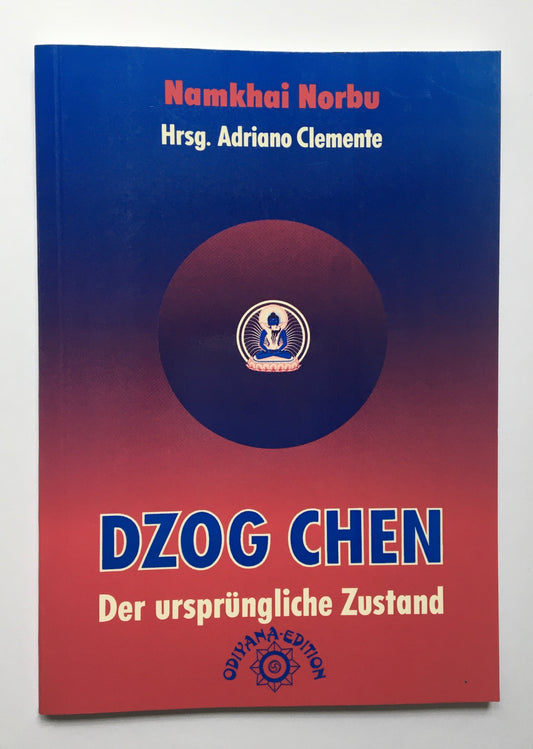 Namkhai Norbu
Hrsg. Adriano Clemente
DZOG CHEN
Der ursprüngliche Zustand
ODIYANA-EDITION